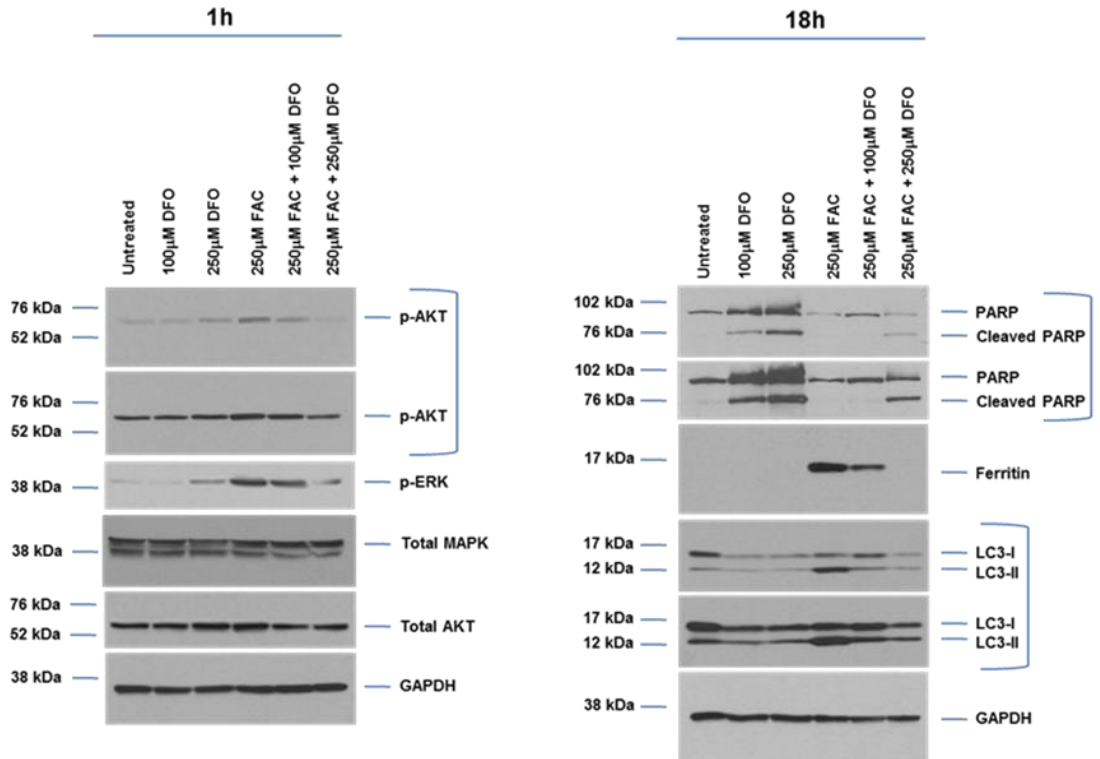 1h
Untreated
100µM DFO
250µM DFO
250µM FAC
250µM FAC + 100µM DFO
250µM FAC + 250µM DFO
76 kDa
52 kDa
p-AKT
76 kDa
52 kDa
p-AKT
38 kDa
p-ERK
38 kDa
Total MAPK
76 kDa
52 kDa
Total AKT
38 kDa
GAPDH
18h
Untreated
100µM DFO
250µM DFO
250µM FAC
250µM FAC + 100µM DFO
250µM FAC + 250µM DFO
102 kDa
76 kDa
PARP
Cleaved PARP
102 kDa
76 kDa
PARP
Cleaved PARP
17 kDa
Ferritin
17 kDa
12 kDa
LC3-I
LC3-II
17 kDa
12 kDa
LC3-I
LC3-II
38 kDa
GAPDH